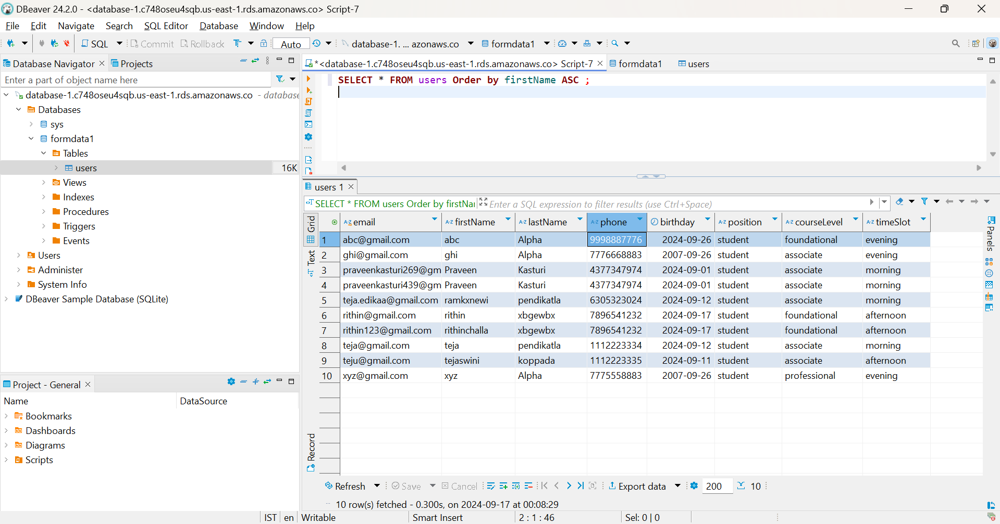 DBeaver 24.2.0 - <database-1.c748oseu4sqb.us-east-1.rds.amazonaws.co> Script-7
File Edit Navigate Search SQL Editor Database Window Help
SQL Commit Rollback Auto database-1. ... azonaws.co formdata1
Database Navigator Projects
Enter a part of object name here
database-1.c748oseu4sqb.us-east-1.rds.amazonaws.co - database
Databases
sys
formdata1
Tables
users 16K
Views
Indexes
Procedures
Triggers
Events
Users
Administer
System Info
DBeaver Sample Database (SQLite)
Project - General
Name DataSource
Bookmarks
Dashboards
Diagrams
Scripts
*<database-1.c748oseu4sqb.us-east-1.rds.amazonaws.co> Script-7 formdata1 users
SELECT * FROM users Order by firstName ASC ;
users 1
SELECT * FROM users Order by firstNar Enter a SQL expression to filter results (use Ctrl+Space)
Grid
Text
Record
Panels
email firstName lastName phone birthday position courseLevel timeSlot
1 abc@gmail.com abc Alpha 9998887776 2024-09-26 student foundational evening
2 ghi@gmail.com ghi Alpha 7776668883 2007-09-26 student associate evening
3 praveenkasturi269@gm Praveen Kasturi 4377347974 2024-09-01 student associate morning
4 praveenkasturi439@gm Praveen Kasturi 4377347974 2024-09-01 student associate morning
5 teja.edikaa@gmail.com ramkxnewi pendikatla 6305323024 2024-09-12 student associate morning
6 rithin@gmail.com rithin xbgewbx 7896541232 2024-09-17 student foundational afternoon
7 rithin123@gmail.com rithinchalla xbgewbx 7896541232 2024-09-17 student foundational afternoon
8 teja@gmail.com teja pendikatla 1112223334 2024-09-12 student associate morning
9 teju@gmail.com tejaswini koppada 1112223335 2024-09-11 student associate afternoon
10 xyz@gmail.com xyz Alpha 7775558883 2007-09-26 student professional evening
Refresh Save Cancel Export data 200 10
10 row(s) fetched - 0.300s, on 2024-09-17 at 00:08:29
IST en Writable Smart Insert 2 : 1 : 46 Sel: 0 | 0